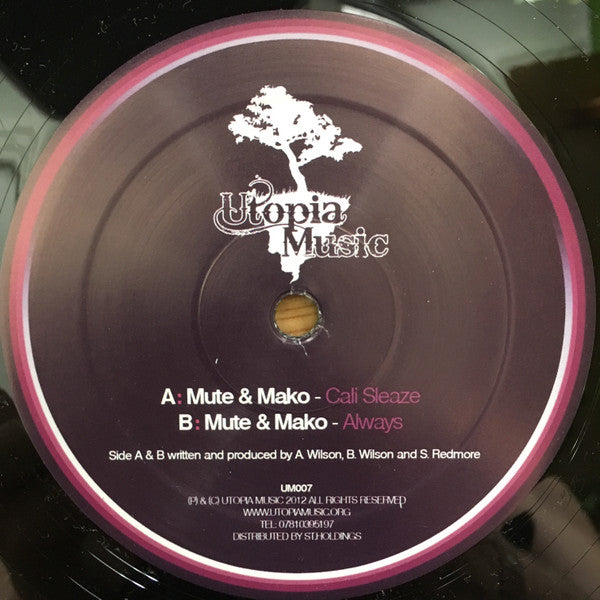 Utopia
Music
A: Mute & Mako - Cali Sleaze
B: Mute & Mako - Always
Side A & B written and produced by A. Wilson, B. Wilson and S. Redmore
UM007
(P) & (C) UTOPIA MUSIC 2012 ALL RIGHTS RESERVED
WWW.UTOPIAMUSIC.ORG
TEL: 07810395197
DISTRIBUTED BY ST.HOLDINGS